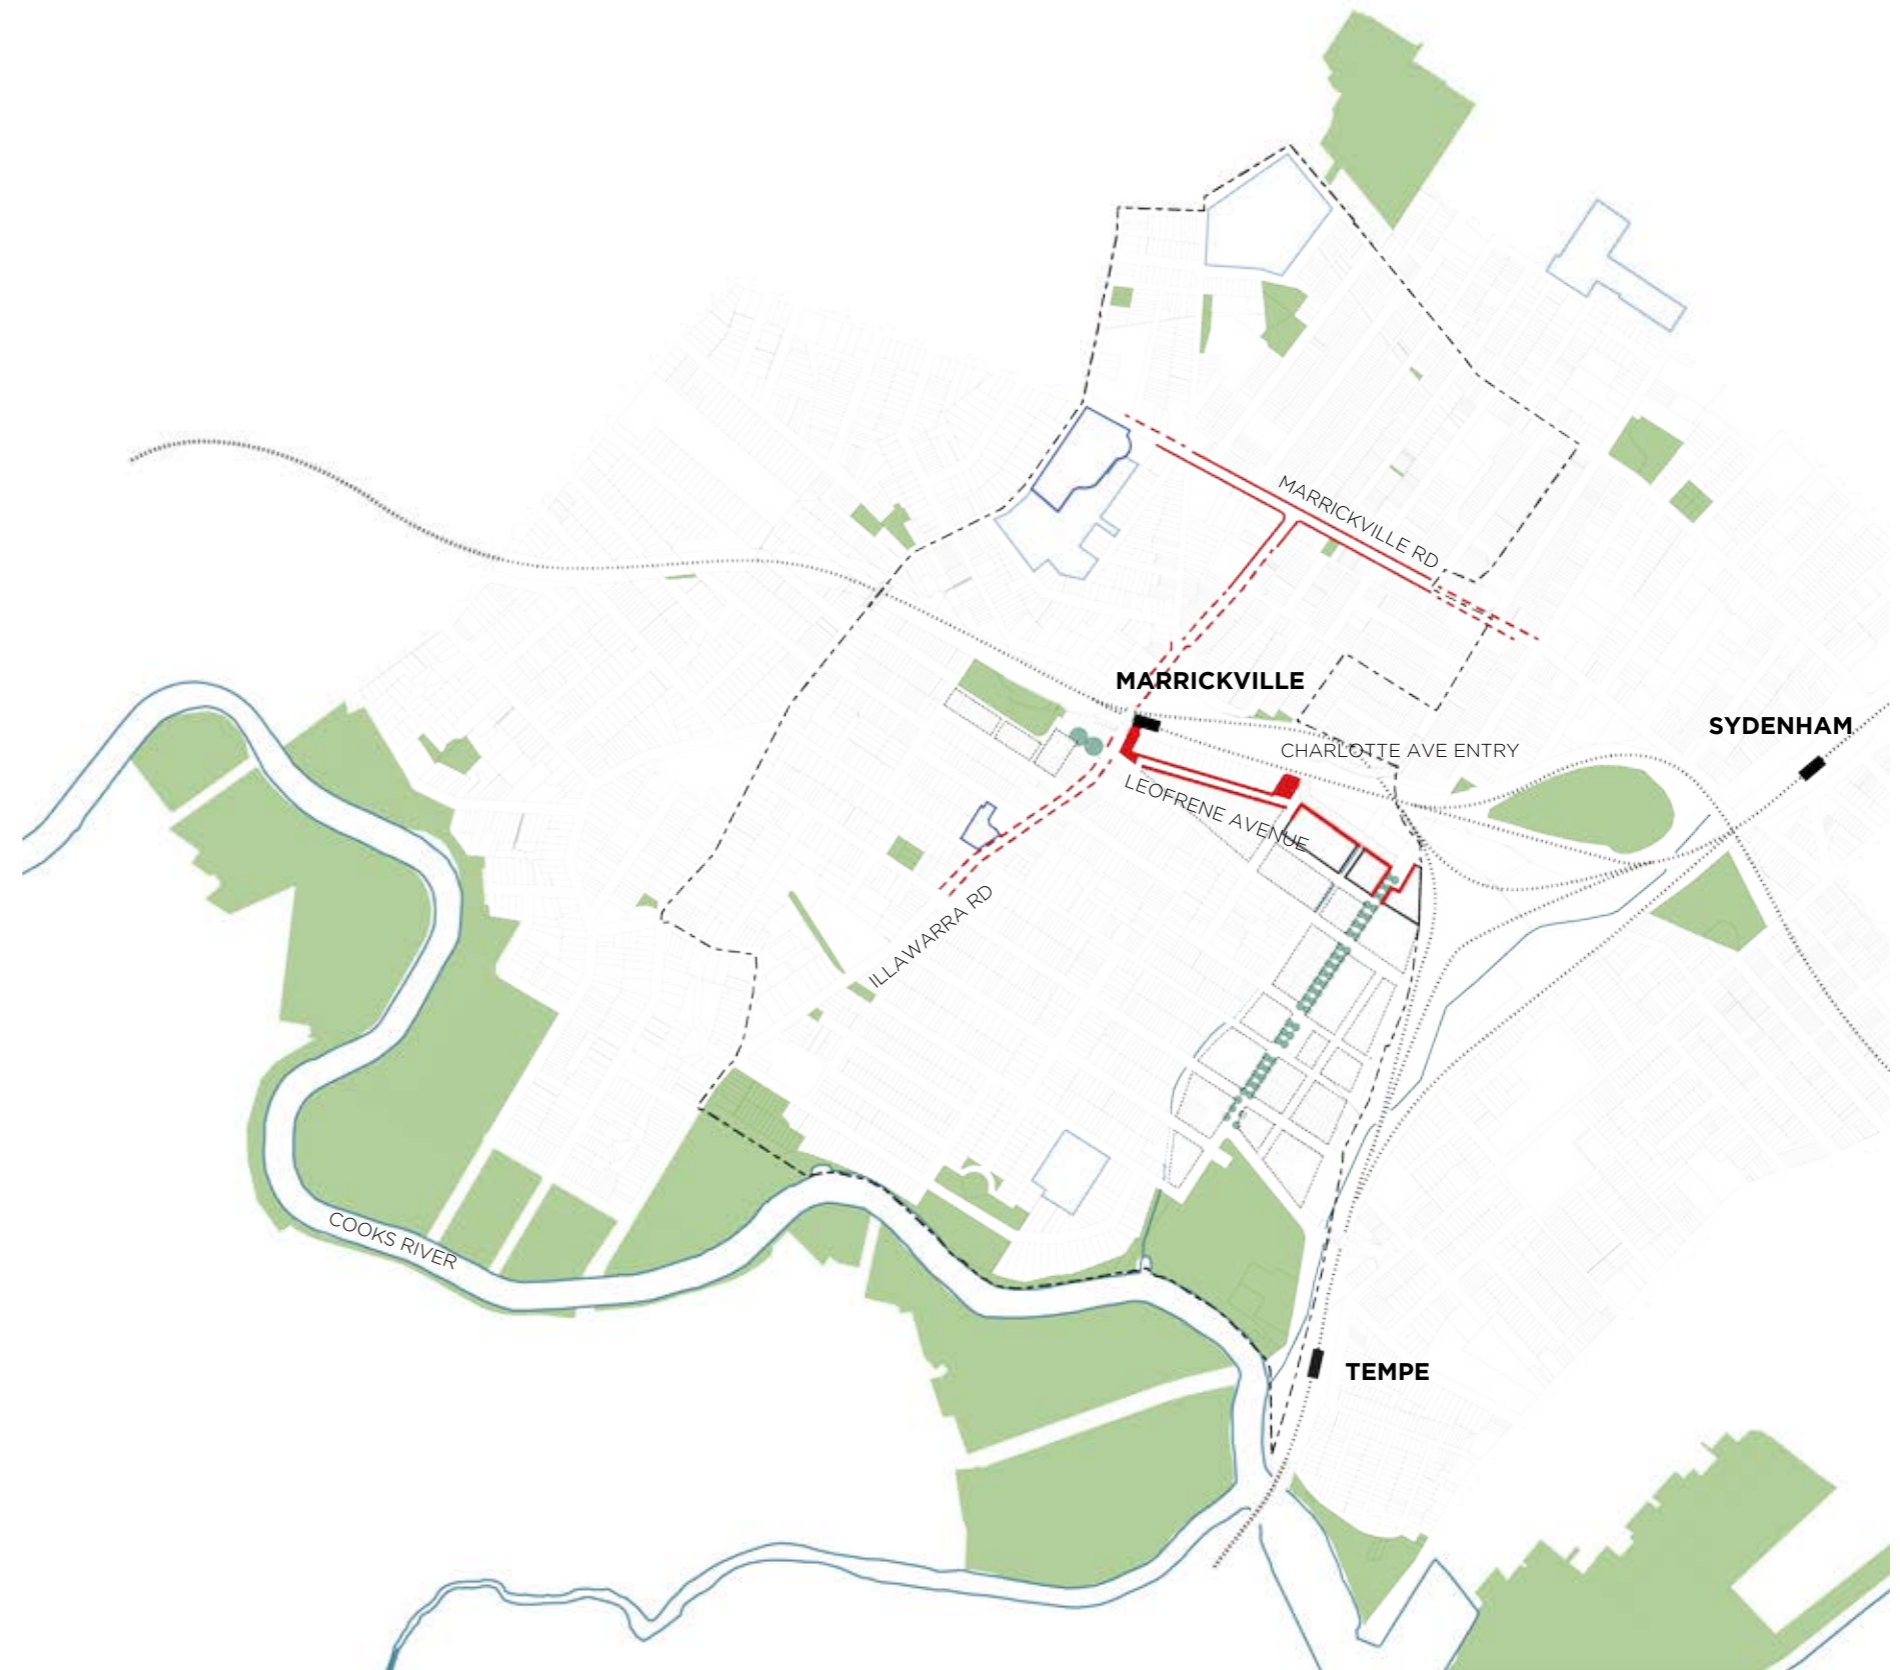 MARRICKVILLE RD
MARRICKVILLE
SYDENHAM
CHARLOTTE AVE ENTRY
LEOFRENE AVENUE
ILLAWARRA RD
COOKS RIVER
TEMPE